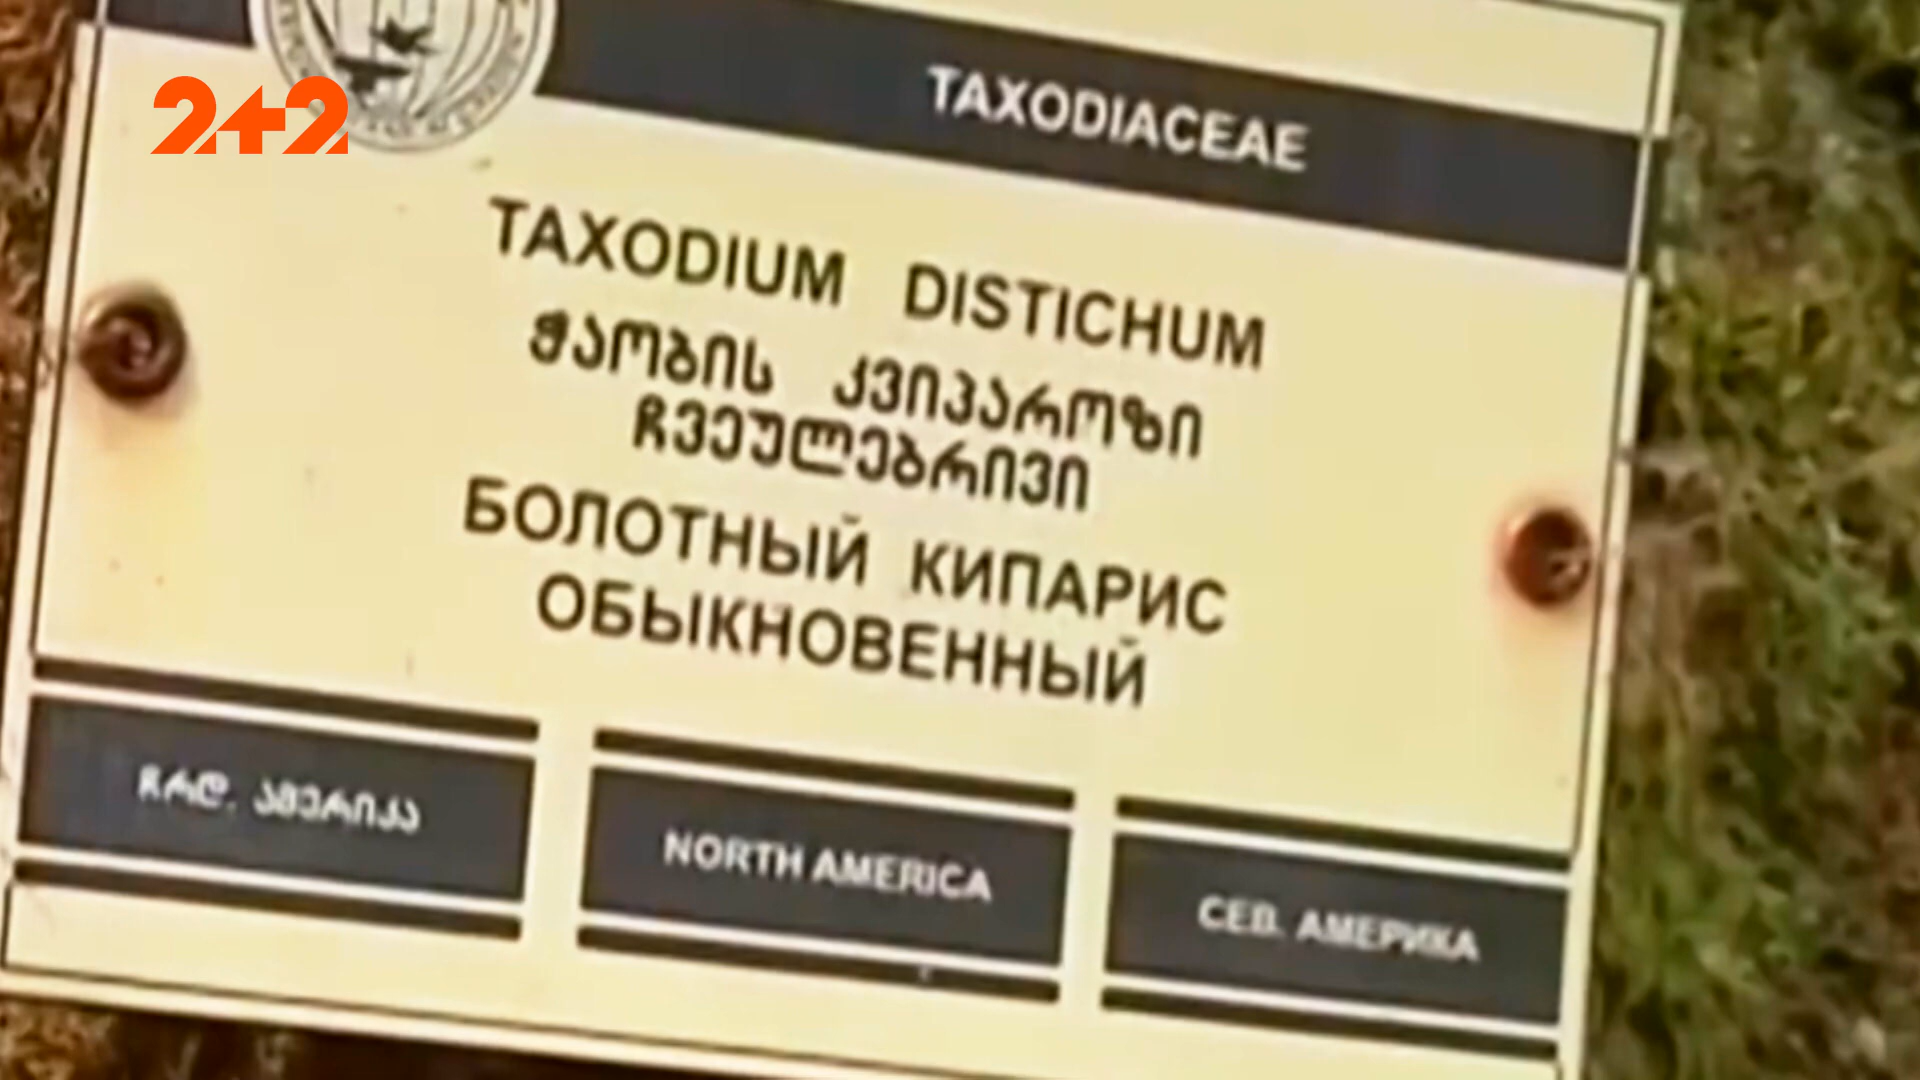 2+2
TAXODIACEAE
TAXODIUM DISTICHUM
ჭაობის კვიპაროზი
ჩვეულებრივი
БОЛОТНЫЙ КИПАРИС
ОБЫКНОВЕННЫЙ
ჩრდ. ამერიკა
NORTH AMERICA
СЕВ. АМЕРИКА